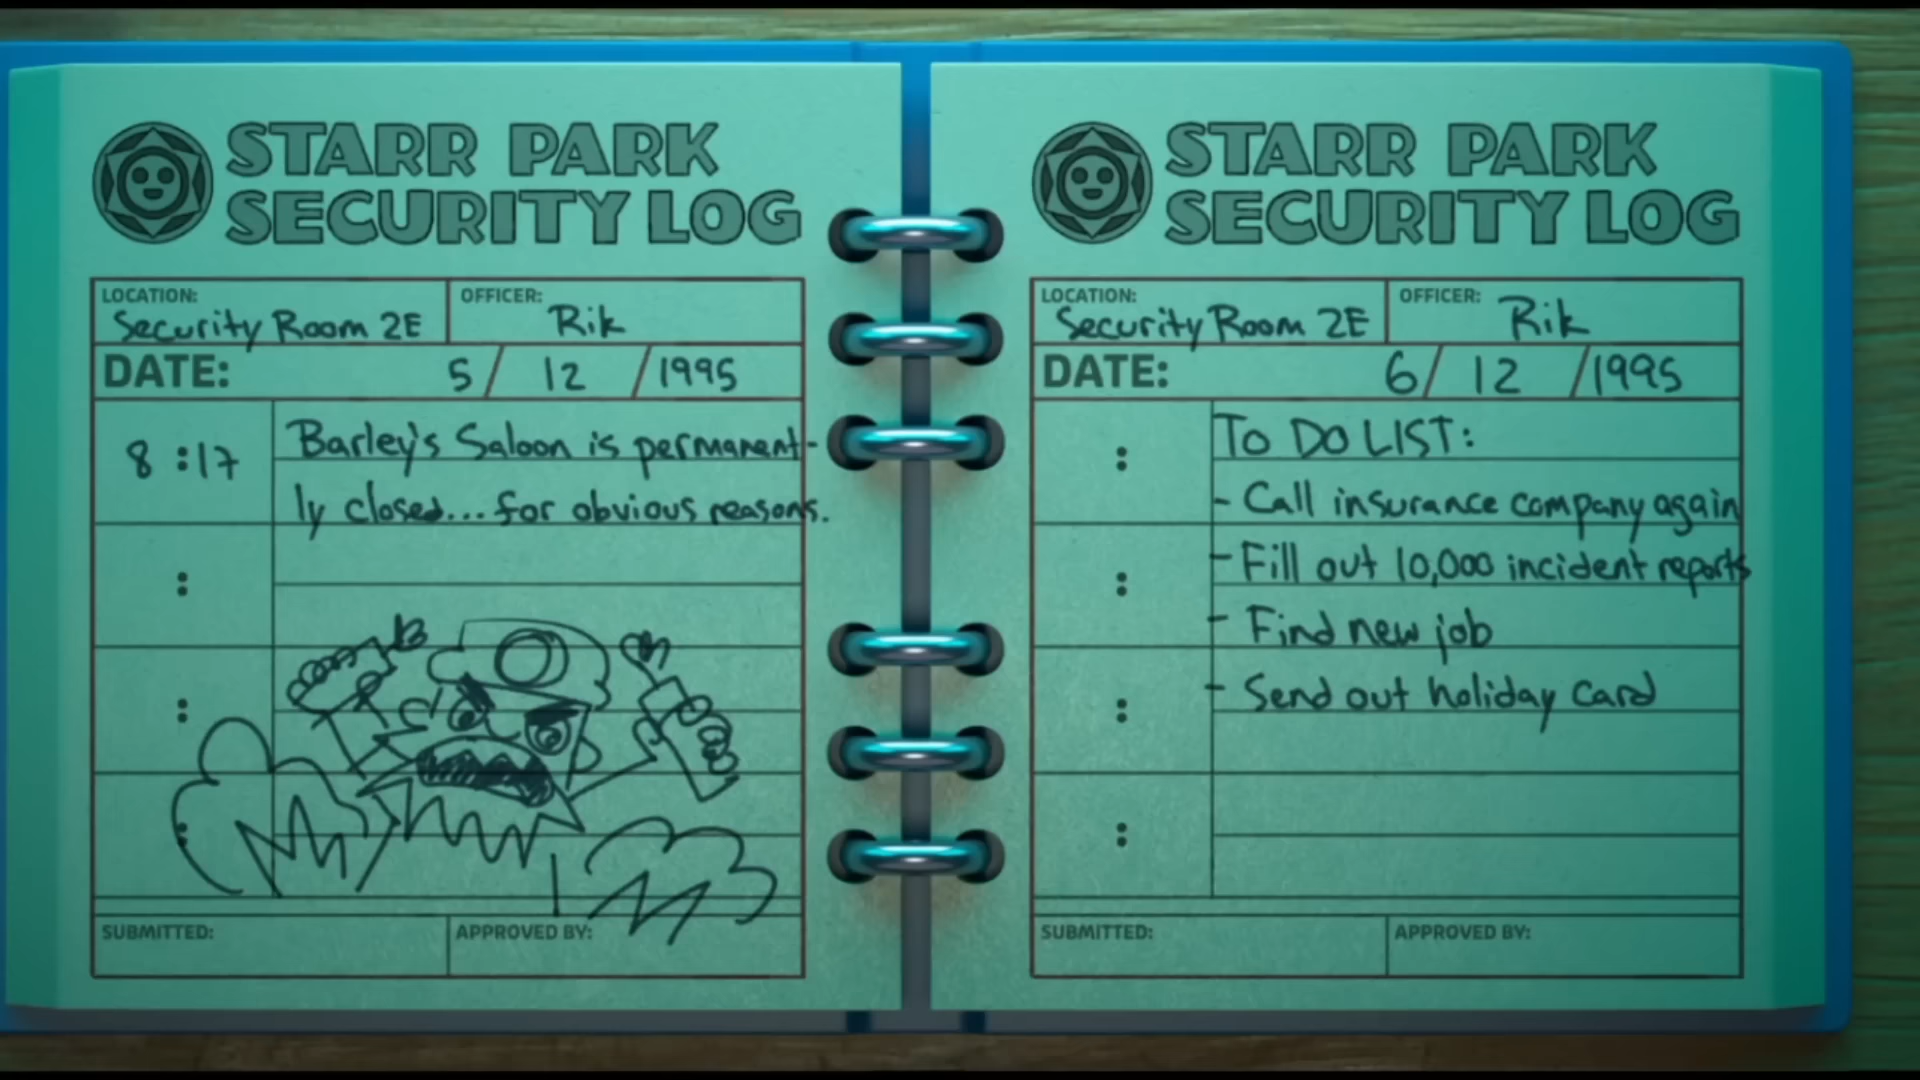 STARR PARK
SECURITY LOG
LOCATION:
Security Room 2E
OFFICER:
Rik
DATE: 5 / 12 / 1995
8 :17
Barley's Saloon is permanent-
ly closed... for obvious reasons.
:
:
:
SUBMITTED:
APPROVED BY:
STARR PARK
SECURITY LOG
LOCATION:
Security Room 2E
OFFICER:
Rik
DATE: 6 / 12 / 1995
:
TO DO LIST:
- Call insurance company again
:
- Fill out 10,000 incident reports
- Find new job
:
- Send out holiday card
:
SUBMITTED:
APPROVED BY: